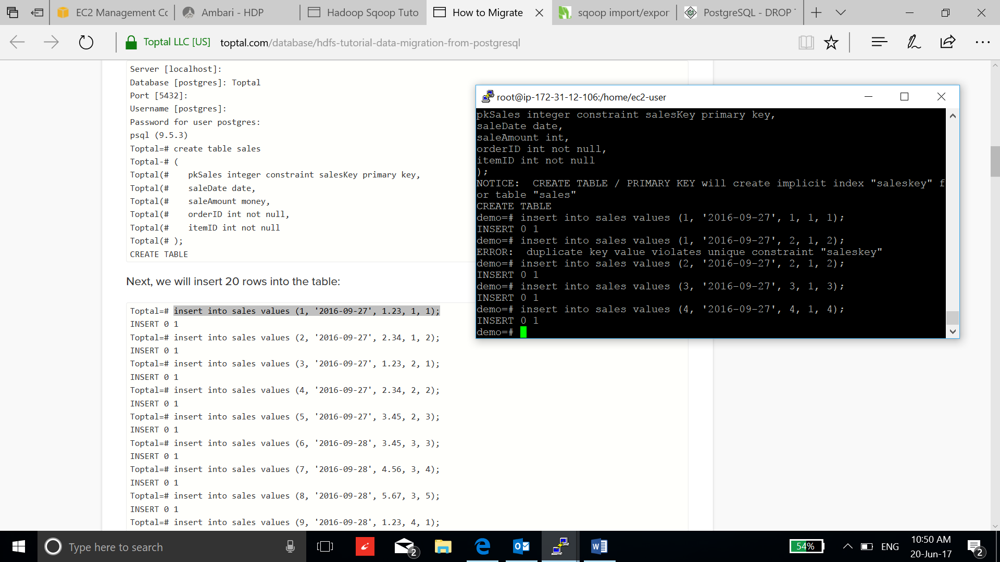 EC2 Management Cc
Ambari - HDP
Hadoop Sqoop Tuto
How to Migrate
sqoop import/expor
PostgreSQL - DROP
Toptal LLC [US]
toptal.com/database/hdfs-tutorial-data-migration-from-postgresql
Server [localhost]:
Database [postgres]: Toptal
Port [5432]:
Username [postgres]:
Password for user postgres:
psql (9.5.3)
Toptal=# create table sales
Toptal-# (
Toptal(#    pkSales integer constraint salesKey primary key,
Toptal(#    saleDate date,
Toptal(#    saleAmount money,
Toptal(#    orderID int not null,
Toptal(#    itemID int not null
Toptal(# );
CREATE TABLE
Next, we will insert 20 rows into the table:
Toptal=# insert into sales values (1, '2016-09-27', 1.23, 1, 1);
INSERT 0 1
Toptal=# insert into sales values (2, '2016-09-27', 2.34, 1, 2);
INSERT 0 1
Toptal=# insert into sales values (3, '2016-09-27', 1.23, 2, 1);
INSERT 0 1
Toptal=# insert into sales values (4, '2016-09-27', 2.34, 2, 2);
INSERT 0 1
Toptal=# insert into sales values (5, '2016-09-27', 3.45, 2, 3);
INSERT 0 1
Toptal=# insert into sales values (6, '2016-09-28', 3.45, 3, 3);
INSERT 0 1
Toptal=# insert into sales values (7, '2016-09-28', 4.56, 3, 4);
INSERT 0 1
Toptal=# insert into sales values (8, '2016-09-28', 5.67, 3, 5);
INSERT 0 1
Toptal=# insert into sales values (9, '2016-09-28', 1.23, 4, 1);
root@ip-172-31-12-106:/home/ec2-user
pkSales integer constraint salesKey primary key,
saleDate date,
saleAmount int,
orderID int not null,
itemID int not null
);
NOTICE:  CREATE TABLE / PRIMARY KEY will create implicit index "saleskey" f
or table "sales"
CREATE TABLE
demo=# insert into sales values (1, '2016-09-27', 1, 1, 1);
INSERT 0 1
demo=# insert into sales values (1, '2016-09-27', 2, 1, 2);
ERROR:  duplicate key value violates unique constraint "saleskey"
demo=# insert into sales values (2, '2016-09-27', 2, 1, 2);
INSERT 0 1
demo=# insert into sales values (3, '2016-09-27', 3, 1, 3);
INSERT 0 1
demo=# insert into sales values (4, '2016-09-27', 4, 1, 4);
INSERT 0 1
demo=#
Type here to search
2
54%
ENG
10:50 AM
20-Jun-17
2